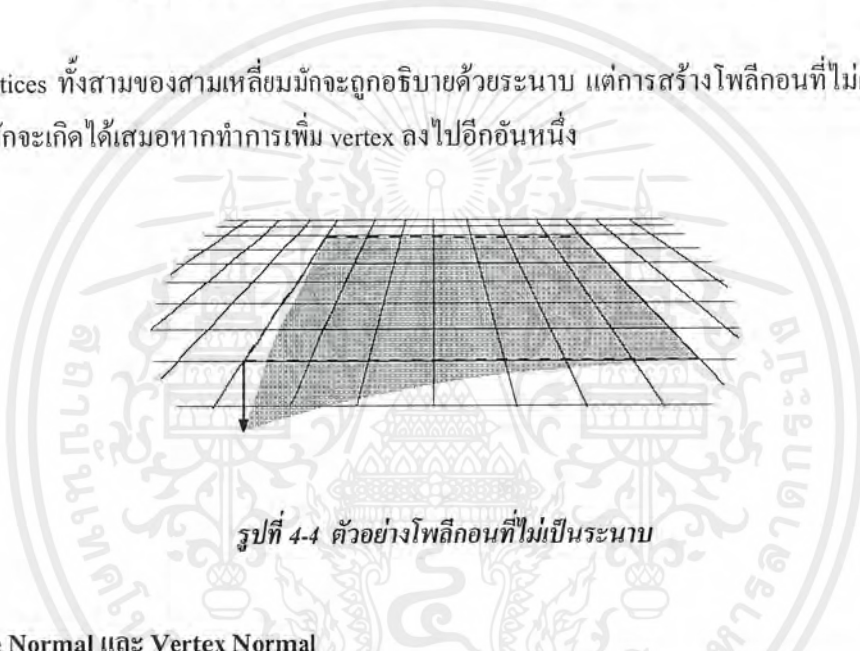 tices ทั้งสามของสามเหลี่ยมมักจะถูกอธิบายด้วยระนาบ แต่การสร้างโพลีกอนที่ไม่
กจะเกิดได้เสมอหากทำการเพิ่ม vertex ลงไปอีกอันหนึ่ง
รูปที่ 4-4 ตัวอย่างโพลีกอนที่ไม่เป็นระนาบ
Normal และ Vertex Normal